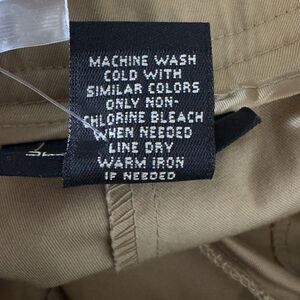 MACHINE WASH
COLD WITH
SIMILAR COLORS
ONLY NON-
CHLORINE BLEACH
WHEN NEEDED
LINE DRY
WARM IRON
IF NEEDED